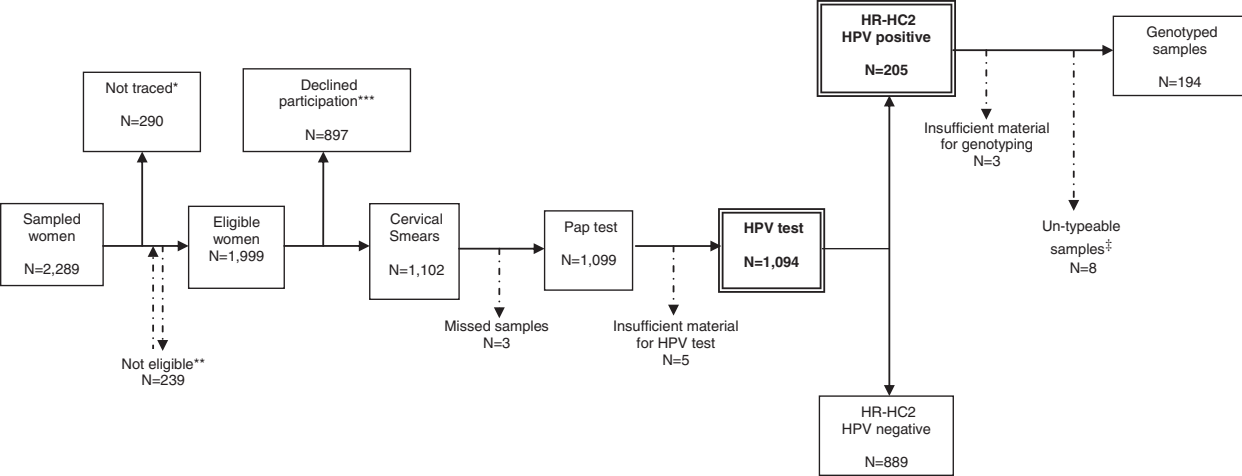 Sampled
women
N=2,289
Not traced*
N=290
Not eligible**
N=239
Eligible
women
N=1,999
Declined
participation***
N=897
Cervical
Smears
N=1,102
Missed samples
N=3
Pap test
N=1,099
Insufficient material
for HPV test
N=5
HPV test
N=1,094
HR-HC2
HPV positive
N=205
HR-HC2
HPV negative
N=889
Insufficient material
for genotyping
N=3
Un-typeable
samples‡
N=8
Genotyped
samples
N=194